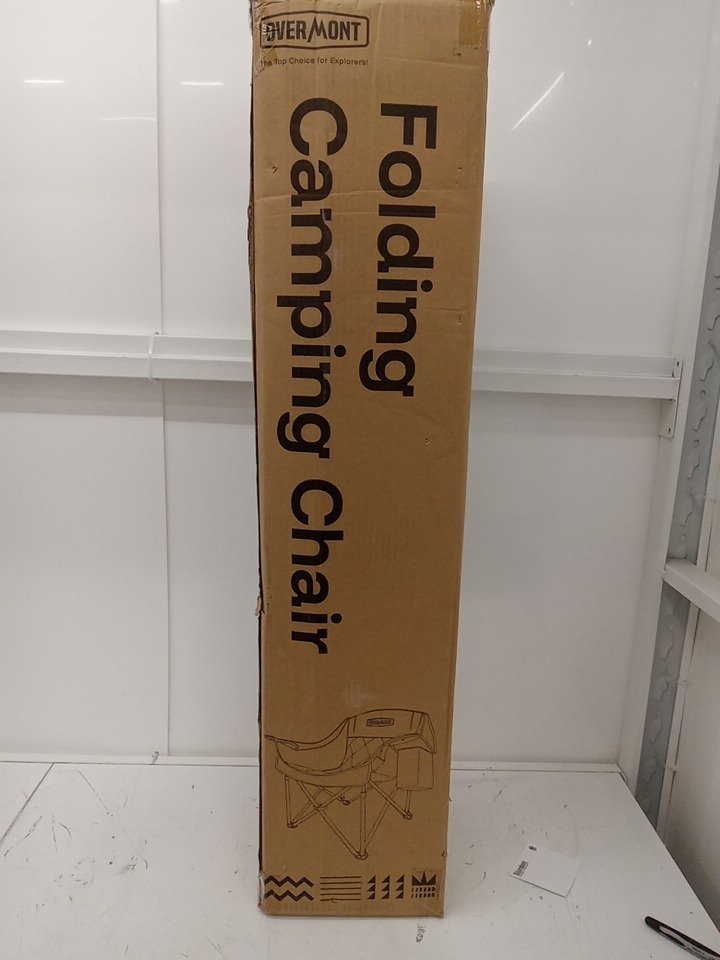 OVERMONT
The Top Choice for Explorers!
Folding
Camping Chair